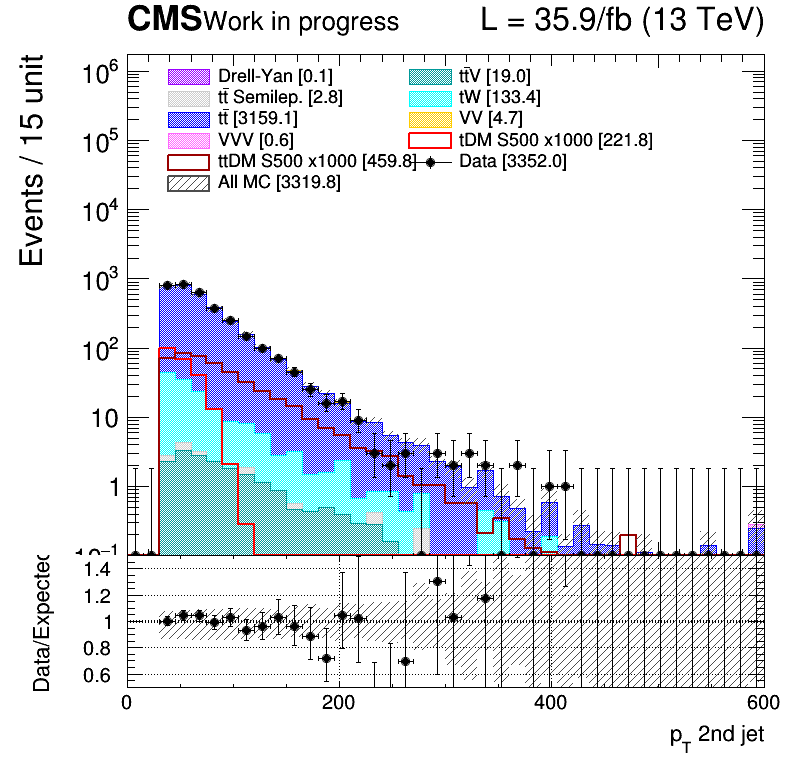 CMS Work in progress L = 35.9/fb (13 TeV)
Events / 15 unit
10⁶
10⁵
10⁴
10³
10²
10
1
10⁻¹
Drell-Yan [0.1] tt̄V [19.0]
tt̄ Semilep. [2.8] tW [133.4]
tt̄ [3159.1] VV [4.7]
VVV [0.6] tDM S500 x1000 [221.8]
ttDM S500 x1000 [459.8] Data [3352.0]
All MC [3319.8]
Data/Expected
1.4
1.2
1
0.8
0.6
0 200 400 600
p_T 2nd jet